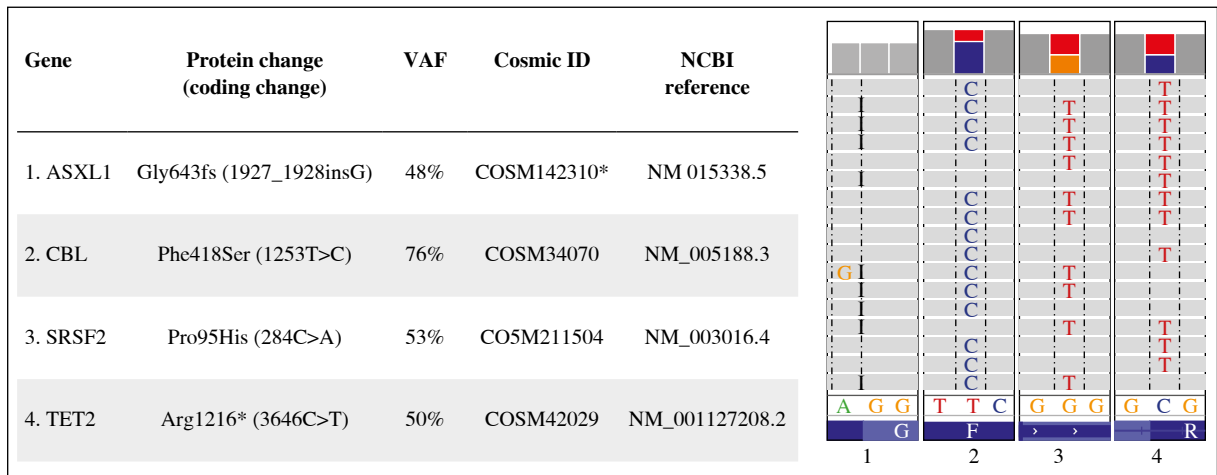 Gene Protein change (coding change) VAF Cosmic ID NCBI reference
1. ASXL1 Gly643fs (1927_1928insG) 48% COSM142310* NM 015338.5
2. CBL Phe418Ser (1253T>C) 76% COSM34070 NM_005188.3
3. SRSF2 Pro95His (284C>A) 53% CO5M211504 NM_003016.4
4. TET2 Arg1216* (3646C>T) 50% COSM42029 NM_001127208.2
C T
I C T T
I C T T
I C T T
T T
I T
C T T
C T T
C
C T
G I C T
I C T
I C
I T T
C T
C T
I C T
A G G T T C G G G G C G
G F R
1 2 3 4